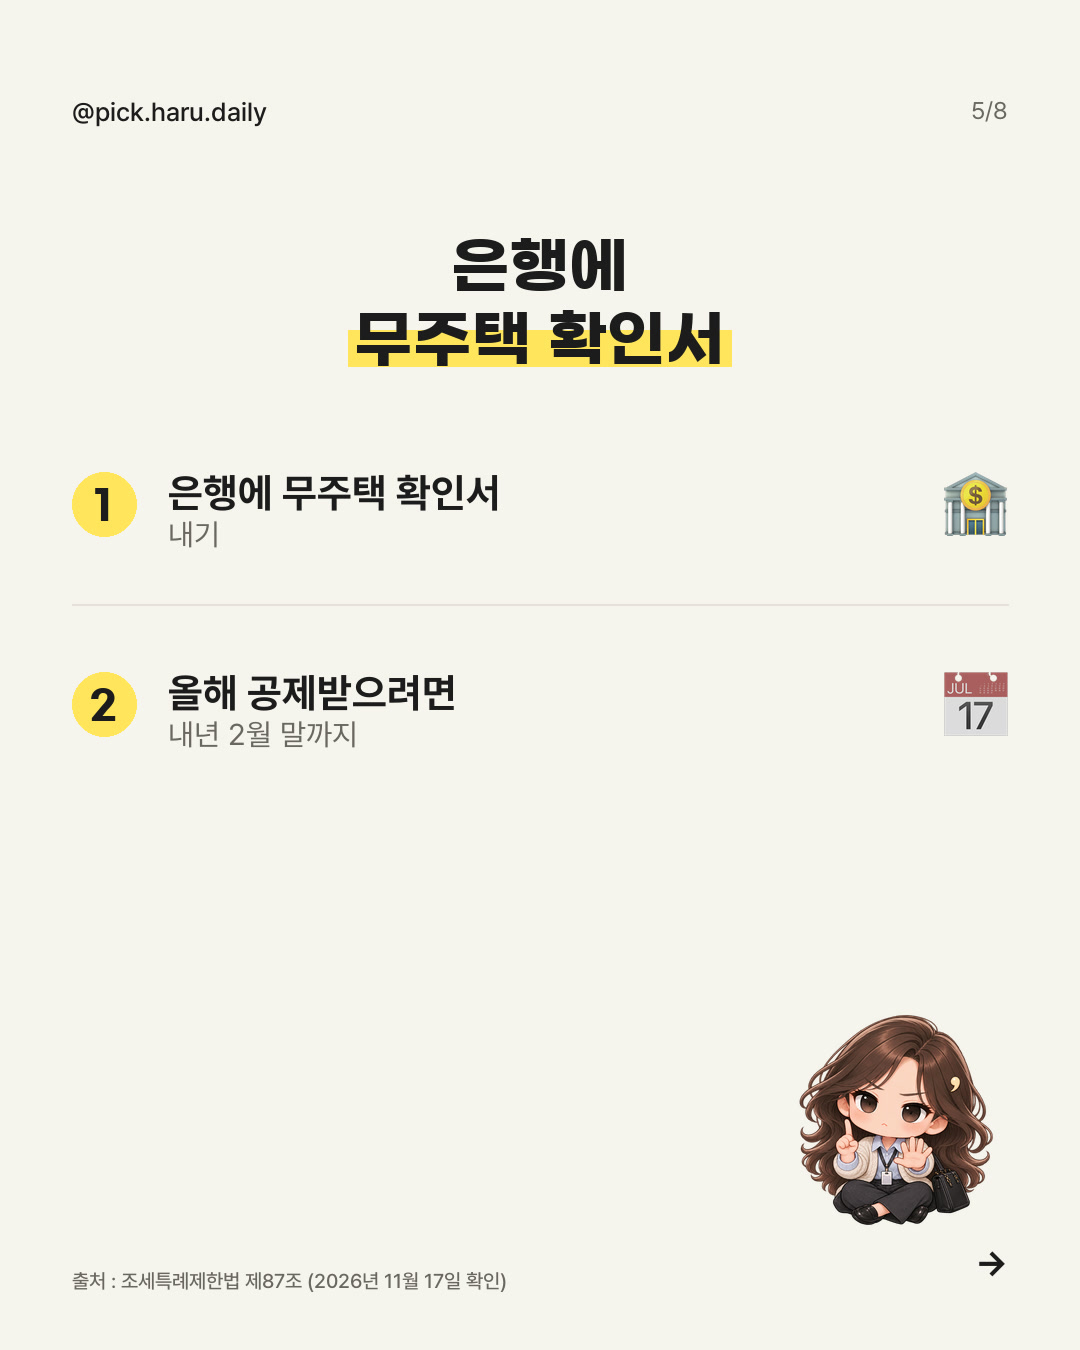 @pick.haru.daily
5/8
은행에
무주택 확인서
1
은행에 무주택 확인서
내기
2
올해 공제받으려면
내년 2월 말까지
JUL
17
출처 : 조세특례제한법 제87조 (2026년 11월 17일 확인)